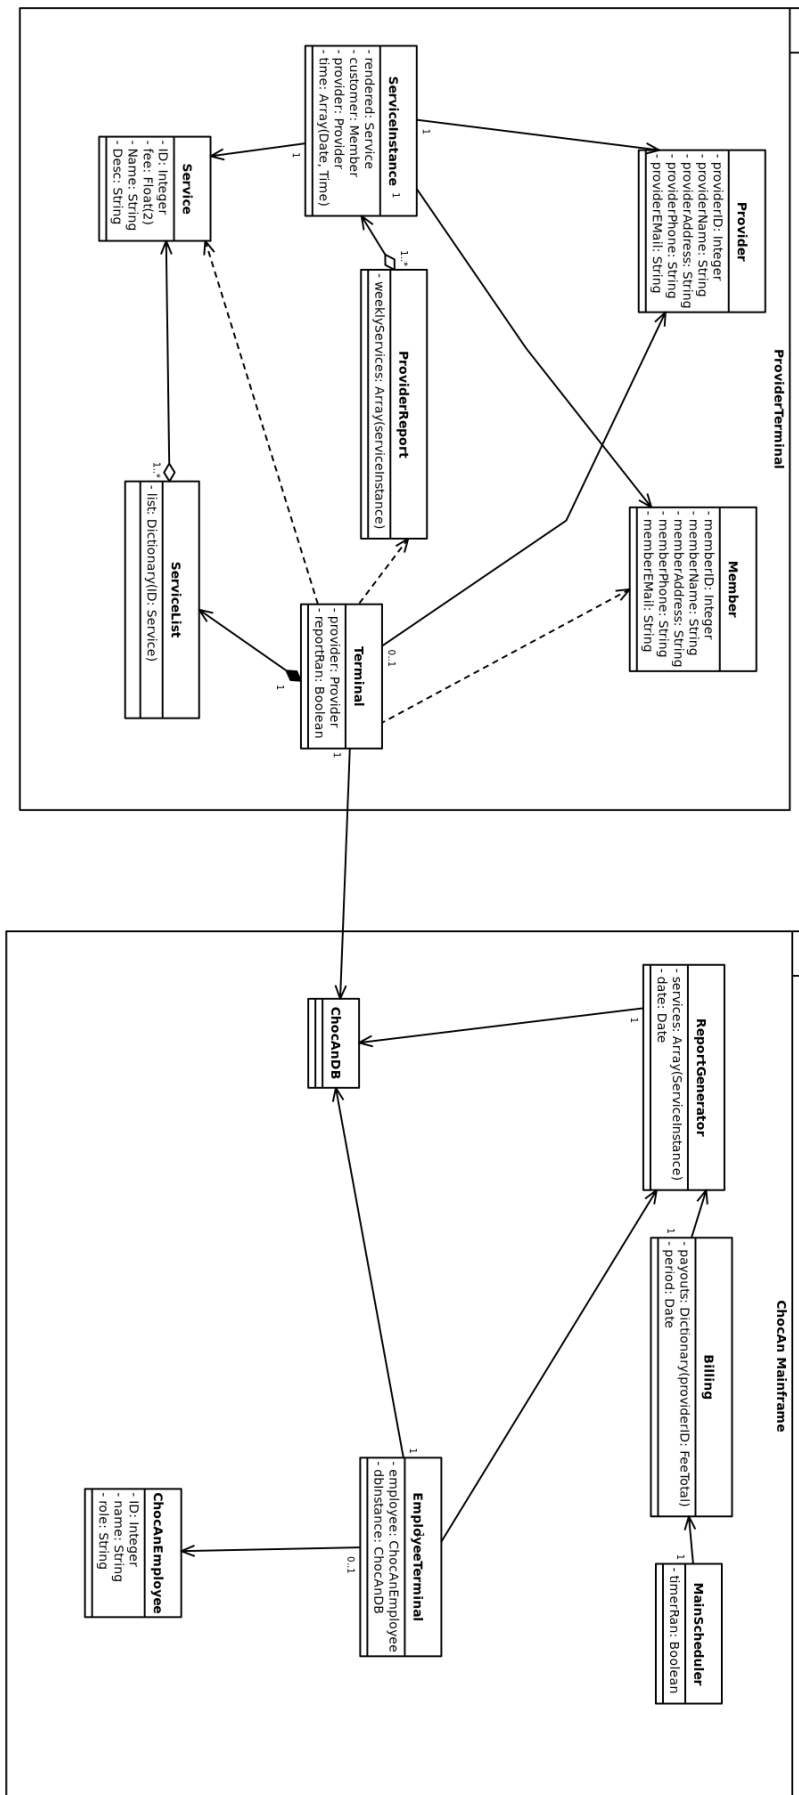 ProviderTerminal
Provider
- providerID: Integer
- providerName: String
- providerAddress: String
- providerPhone: String
- providerEMail: String
Member
- memberID: Integer
- memberName: String
- memberAddress: String
- memberPhone: String
- memberEMail: String
ServiceInstance
- rendered: Service
- customer: Member
- provider: Provider
- time: Array(Date, Time)
1
1
1
1..*
ProviderReport
- weeklyServices: Array(serviceInstance)
Terminal
- provider: Provider
- reportRan: Boolean
0..1
1
1
Service
- ID: Integer
- fee: Float(2)
- Name: String
- Desc: String
1..*
ServiceList
- list: Dictionary(ID: Service)
ChocAn Mainframe
ReportGenerator
- services: Array(ServiceInstance)
- date: Date
1
Billing
- payouts: Dictionary(providerID: FeeTotal)
- period: Date
1
MainScheduler
- timerRan: Boolean
1
ChocAnDB
EmployeeTerminal
- employee: ChocAnEmployee
- dbInstance: ChocAnDB
1
0..1
ChocAnEmployee
- ID: Integer
- name: String
- role: String